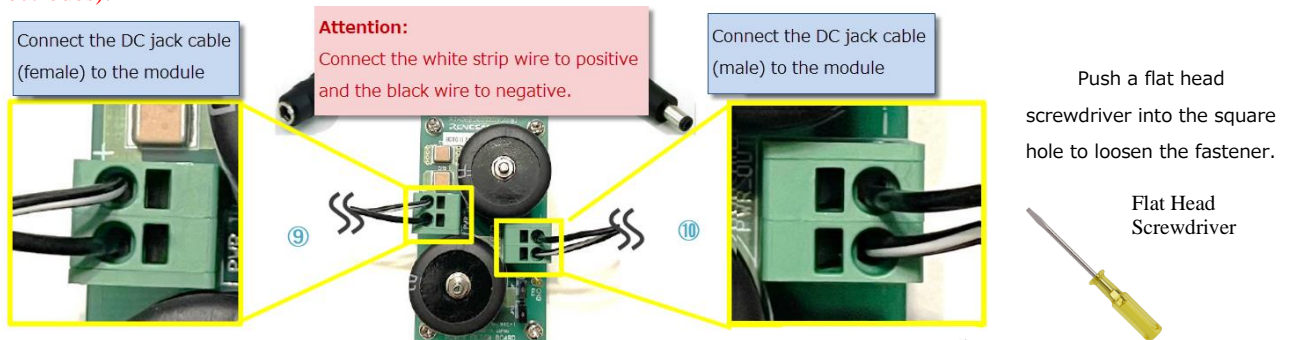 Connect the DC jack cable
(female) to the module
Attention:
Connect the white strip wire to positive
and the black wire to negative.
Connect the DC jack cable
(male) to the module
Push a flat head
screwdriver into the square
hole to loosen the fastener.
Flat Head
Screwdriver
⑨
⑩
RENESAS
+